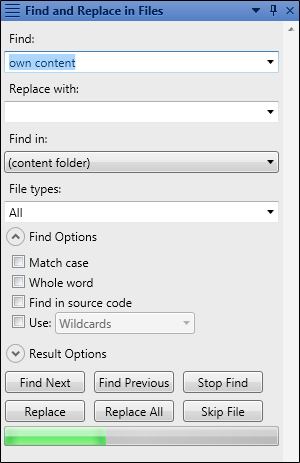 Find and Replace in Files
Find:
own content
Replace with:
Find in:
(content folder)
File types:
All
Find Options
Match case
Whole word
Find in source code
Use: Wildcards
Result Options
Find Next Find Previous Stop Find
Replace Replace All Skip File